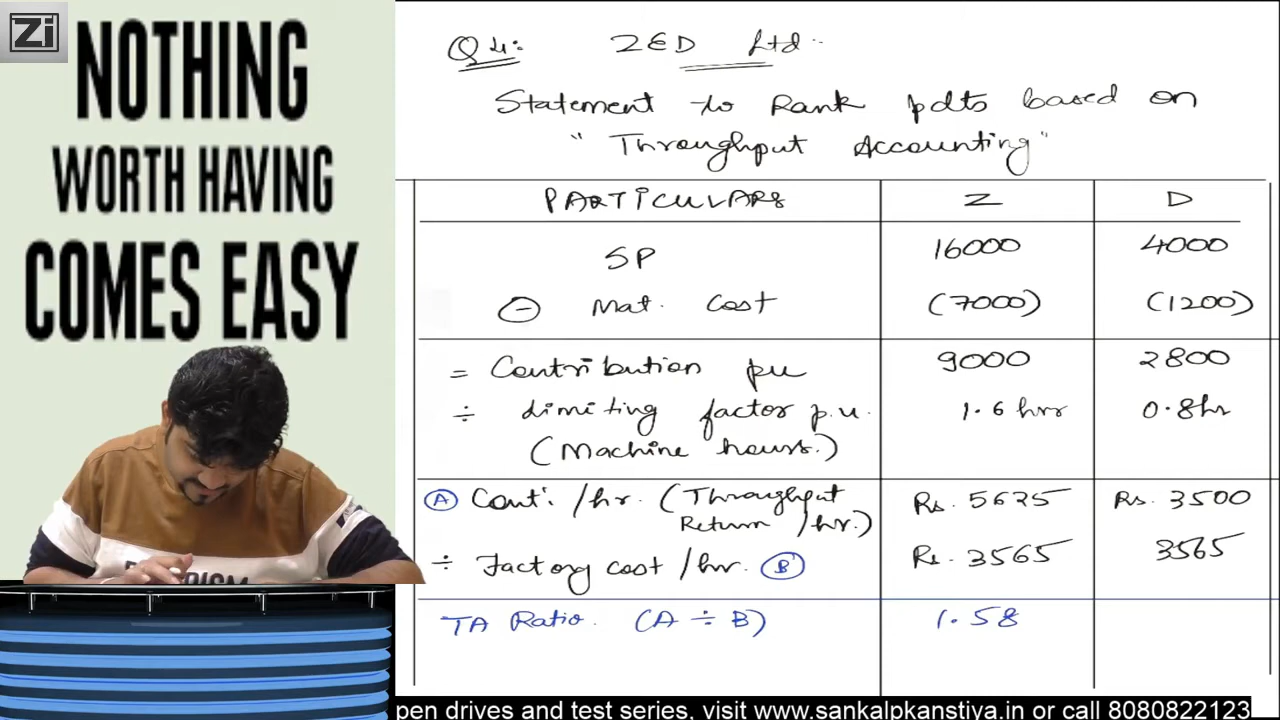 Zi
NOTHING
WORTH HAVING
COMES EASY
Q4: ZED Ltd.
Statement to Rank pdts based on
"Throughput Accounting"
PARTICULARS Z D
SP 16000 4000
(-) Mat. Cost (7000) (1200)
= Contribution pu 9000 2800
÷ Limiting factor p.u. 1.6 hrs 0.8hr
(Machine hours.)
(A) Cont: /hr. (Throughput Rs. 5625 Rs. 3500
Return /hr.)
÷ Factory cost /hr. (B) Rs. 3565 3565
TA Ratio. (A ÷ B) 1.58
pen drives and test series, visit www.sankalpkanstiya.in or call 8080822123